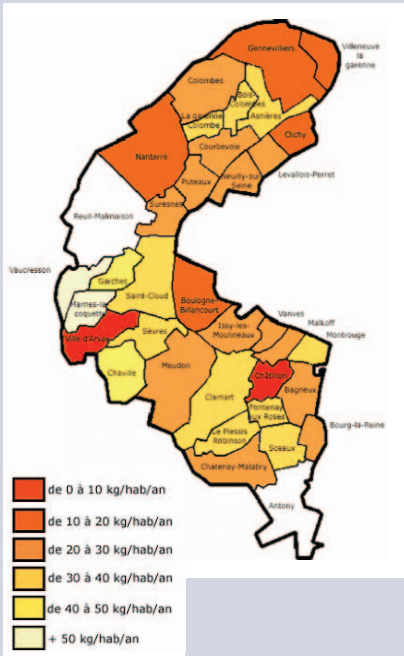 Gennevilliers
Villeneuve
la
garenne
Colombes
Bois-
Colombes
La garenne
Colombe
Asnières
Clichy
Nanterre
Courbevoie
Levallois-Perret
Puteaux
Neuilly-sur
Seine
Suresnes
Reuil-Malmaison
Vaucresson
Garches
Marnes-la
coquette
Saint-Cloud
Boulogne-
Billancourt
Vanves
Malkoff
Montrouge
Issy-les-
Moulineaux
Ville d'Avray
Sèvres
Chaville
Meudon
Châtillon
Bagneux
Clamart
Fontenay
aux Roses
Bourg-la-Reine
Le Plessis
Robinson
Sceaux
Chatenay-Malabry
Antony
de 0 à 10 kg/hab/an
de 10 à 20 kg/hab/an
de 20 à 30 kg/hab/an
de 30 à 40 kg/hab/an
de 40 à 50 kg/hab/an
+ 50 kg/hab/an